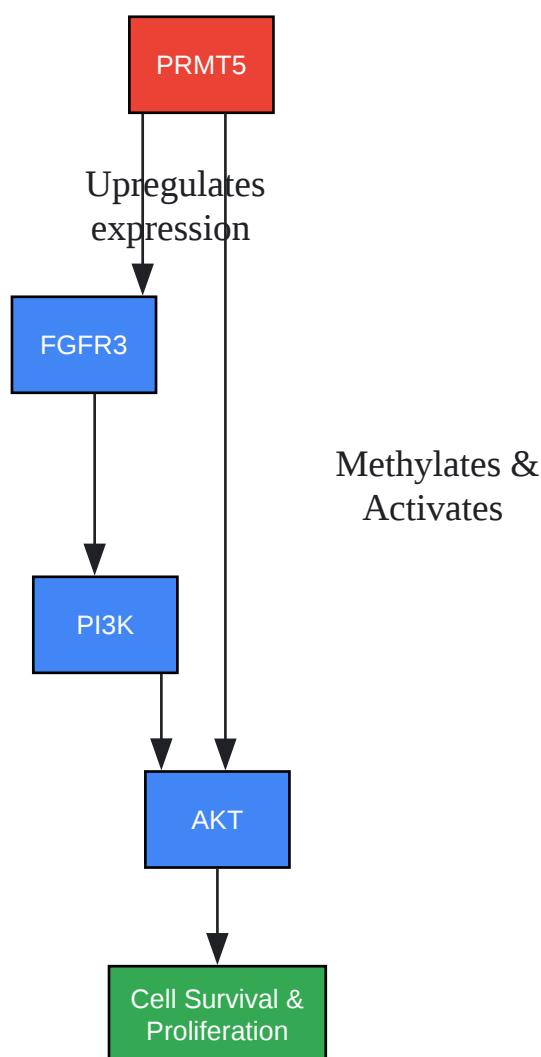 PRMT5
Upregulates
expression
FGFR3
Methylates &
Activates
PI3K
AKT
Cell Survival &
Proliferation